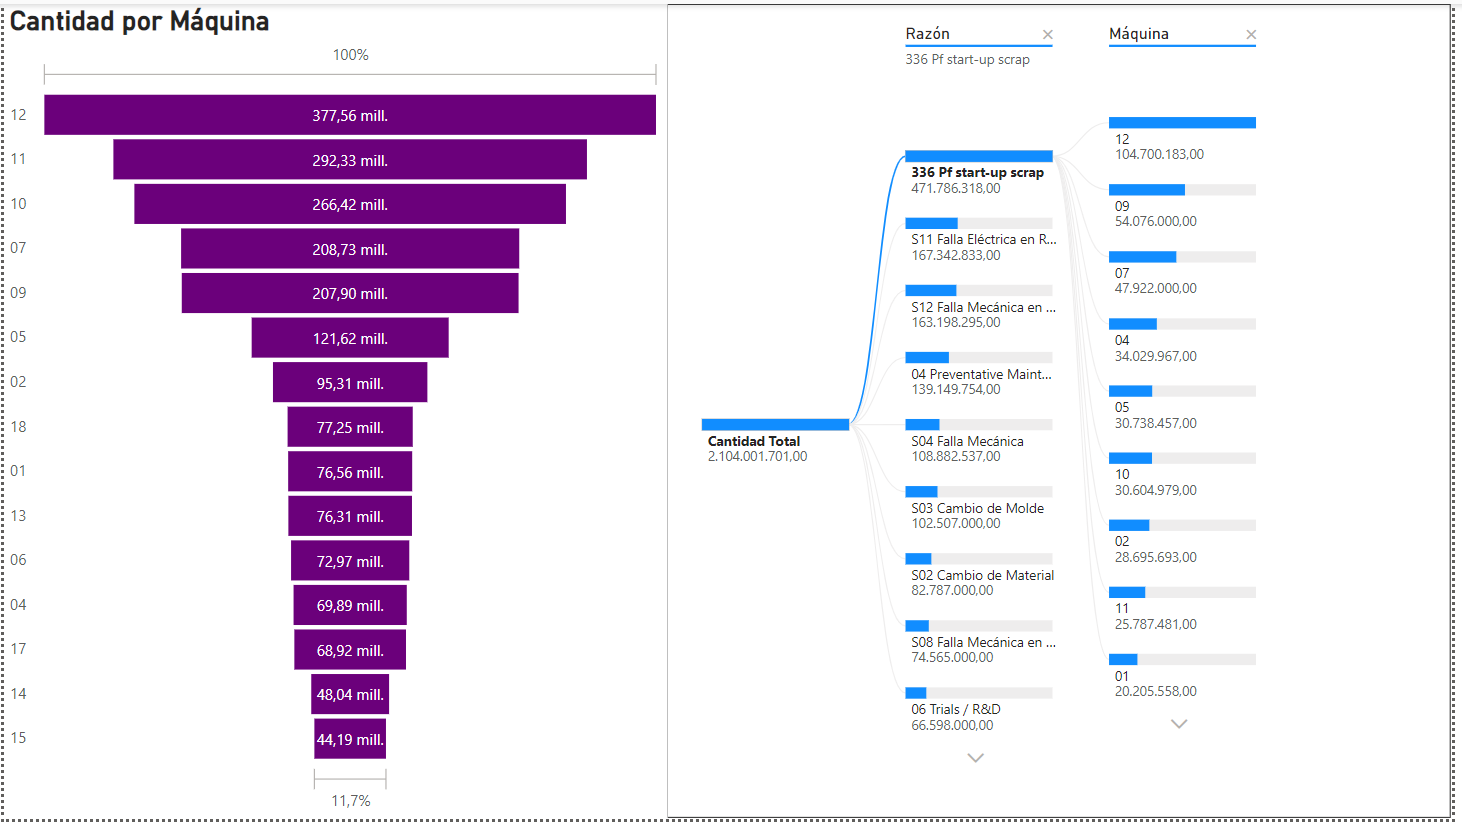 Cantidad por Máquina
100%
12 377,56 mill.
11 292,33 mill.
10 266,42 mill.
07 208,73 mill.
09 207,90 mill.
05 121,62 mill.
02 95,31 mill.
18 77,25 mill.
01 76,56 mill.
13 76,31 mill.
06 72,97 mill.
04 69,89 mill.
17 68,92 mill.
14 48,04 mill.
15 44,19 mill.
11,7%
Cantidad Total
2.104.001.701,00
Razón
336 Pf start-up scrap
336 Pf start-up scrap
471.786.318,00
S11 Falla Eléctrica en R...
167.342.833,00
S12 Falla Mecánica en ...
163.198.295,00
04 Preventative Maint...
139.149.754,00
S04 Falla Mecánica
108.882.537,00
S03 Cambio de Molde
102.507.000,00
S02 Cambio de Material
82.787.000,00
S08 Falla Mecánica en ...
74.565.000,00
06 Trials / R&D
66.598.000,00
Máquina
12
104.700.183,00
09
54.076.000,00
07
47.922.000,00
04
34.029.967,00
05
30.738.457,00
10
30.604.979,00
02
28.695.693,00
11
25.787.481,00
01
20.205.558,00